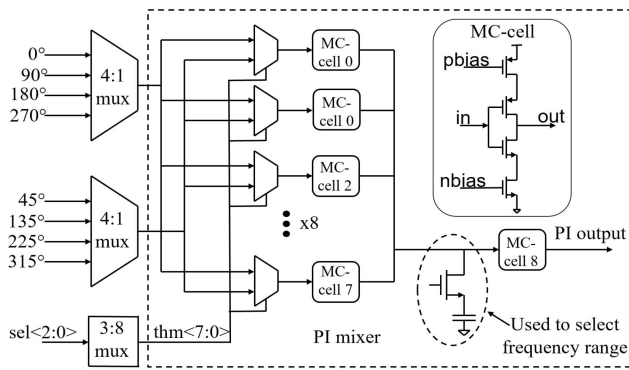 0°
90°
180°
270°
4:1
mux
45°
135°
225°
315°
4:1
mux
sel<2:0>
3:8
mux
thm<7:0>
MC-
cell 0
MC-
cell 0
MC-
cell 2
x8
MC-
cell 7
PI mixer
MC-cell
pbias
in
out
nbias
MC-
cell 8
PI output
Used to select
frequency range